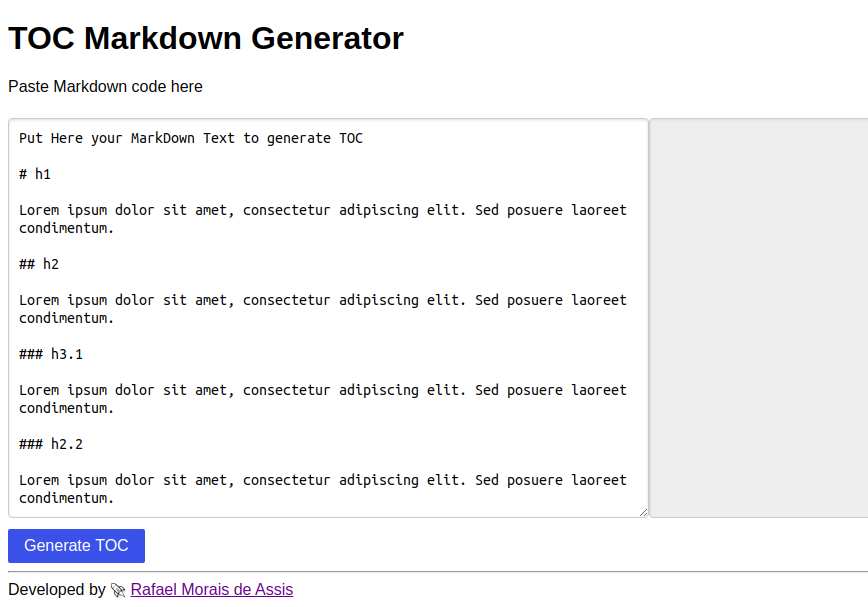 TOC Markdown Generator
Paste Markdown code here
Put Here your MarkDown Text to generate TOC
# h1
Lorem ipsum dolor sit amet, consectetur adipiscing elit. Sed posuere laoreet
condimentum.
## h2
Lorem ipsum dolor sit amet, consectetur adipiscing elit. Sed posuere laoreet
condimentum.
### h3.1
Lorem ipsum dolor sit amet, consectetur adipiscing elit. Sed posuere laoreet
condimentum.
### h2.2
Lorem ipsum dolor sit amet, consectetur adipiscing elit. Sed posuere laoreet
condimentum.
Generate TOC
Developed by 🚀 Rafael Morais de Assis